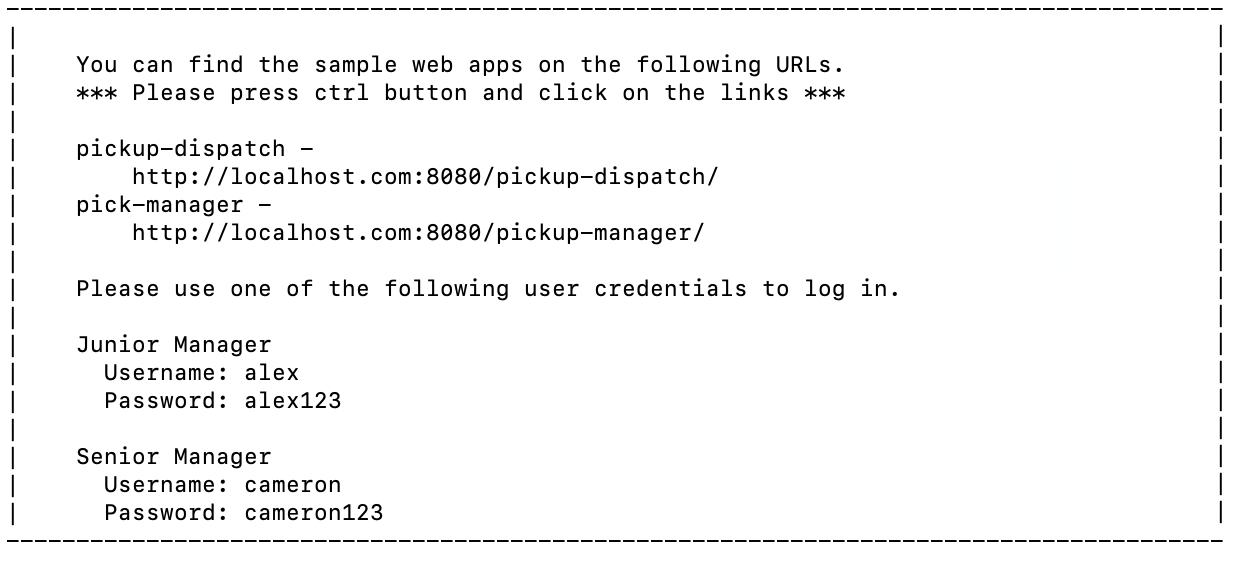 You can find the sample web apps on the following URLs.
*** Please press ctrl button and click on the links ***
pickup-dispatch -
http://localhost.com:8080/pickup-dispatch/
pick-manager -
http://localhost.com:8080/pickup-manager/
Please use one of the following user credentials to log in.
Junior Manager
Username: alex
Password: alex123
Senior Manager
Username: cameron
Password: cameron123